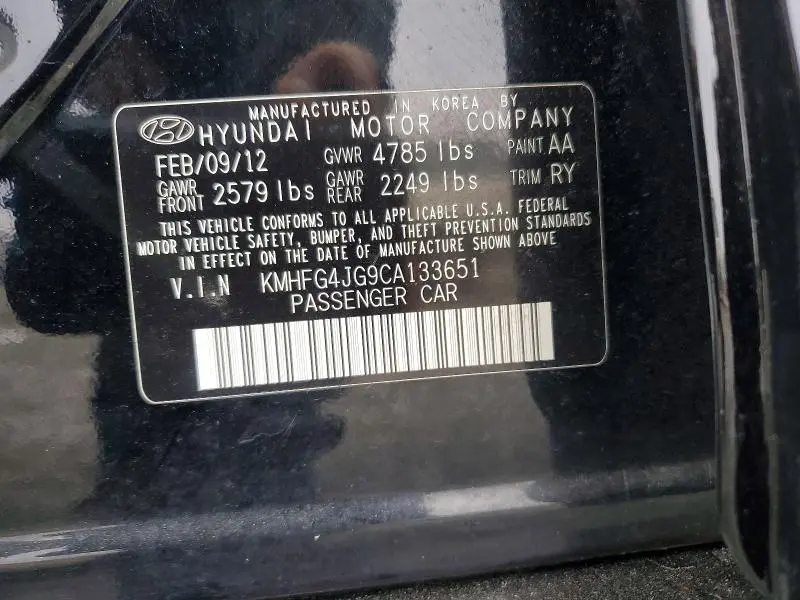 MANUFACTURED IN KOREA BY
HYUNDAI MOTOR COMPANY
FEB/09/12 GVWR 4785 lbs PAINT AA
GAWR FRONT 2579 lbs GAWR REAR 2249 lbs TRIM RY
THIS VEHICLE CONFORMS TO ALL APPLICABLE U.S.A. FEDERAL
MOTOR VEHICLE SAFETY, BUMPER, AND THEFT PREVENTION STANDARDS
IN EFFECT ON THE DATE OF MANUFACTURE SHOWN ABOVE
V.I.N KMHFG4JG9CA133651
PASSENGER CAR